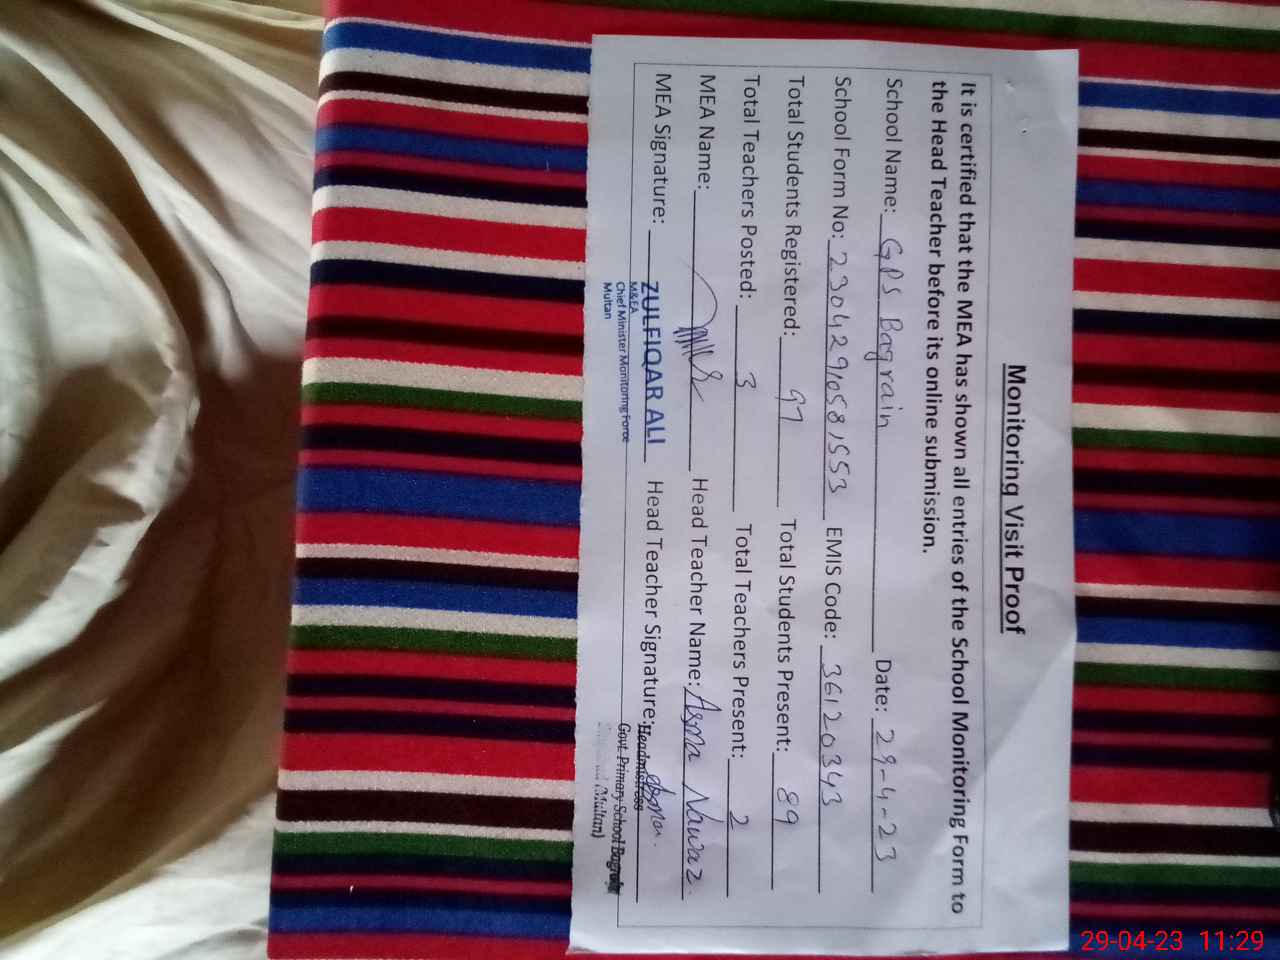 Monitoring Visit Proof
It is certified that the MEA has shown all entries of the School Monitoring Form to
the Head Teacher before its online submission.
School Name: GPS Bagrain Date: 29-4-23
School Form No: 23042910581553 EMIS Code: 36120343
Total Students Registered: 97 Total Students Present: 89
Total Teachers Posted: 3 Total Teachers Present: 2
MEA Name: Head Teacher Name: Asma Nawaz.
MEA Signature: ZULFIQAR ALI Head Teacher Signature: Asma.
M&EA
Chief Minister Monitoring Force
Multan
Headmistress
Govt. Primary School
(Multan)
29-04-23 11:29